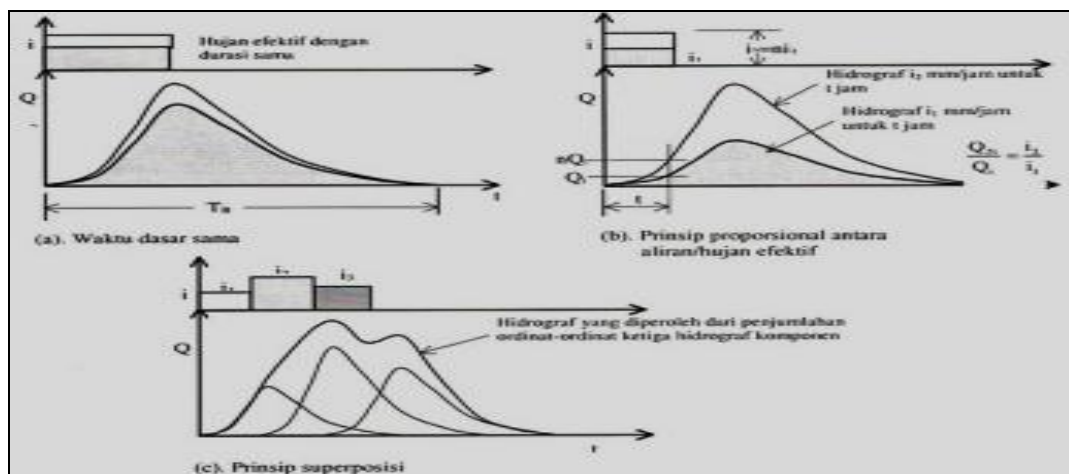 i
Hujan efektif dengan
durasi sama
Q
t
(a). Waktu dasar sama
i
i₁
Hidrograf i₂ mm/jam untuk
t jam
Hidrograf i₁ mm/jam
untuk t jam
Q
nQ
Q₁
t
(b). Prinsip proporsional antara
aliran/hujan efektif
i
i₁
i₂
i₃
Hidrograf yang diperoleh dari penjumlahan
ordinat-ordinat ketiga hidrograf komponen
Q
t
(c). Prinsip superposisi